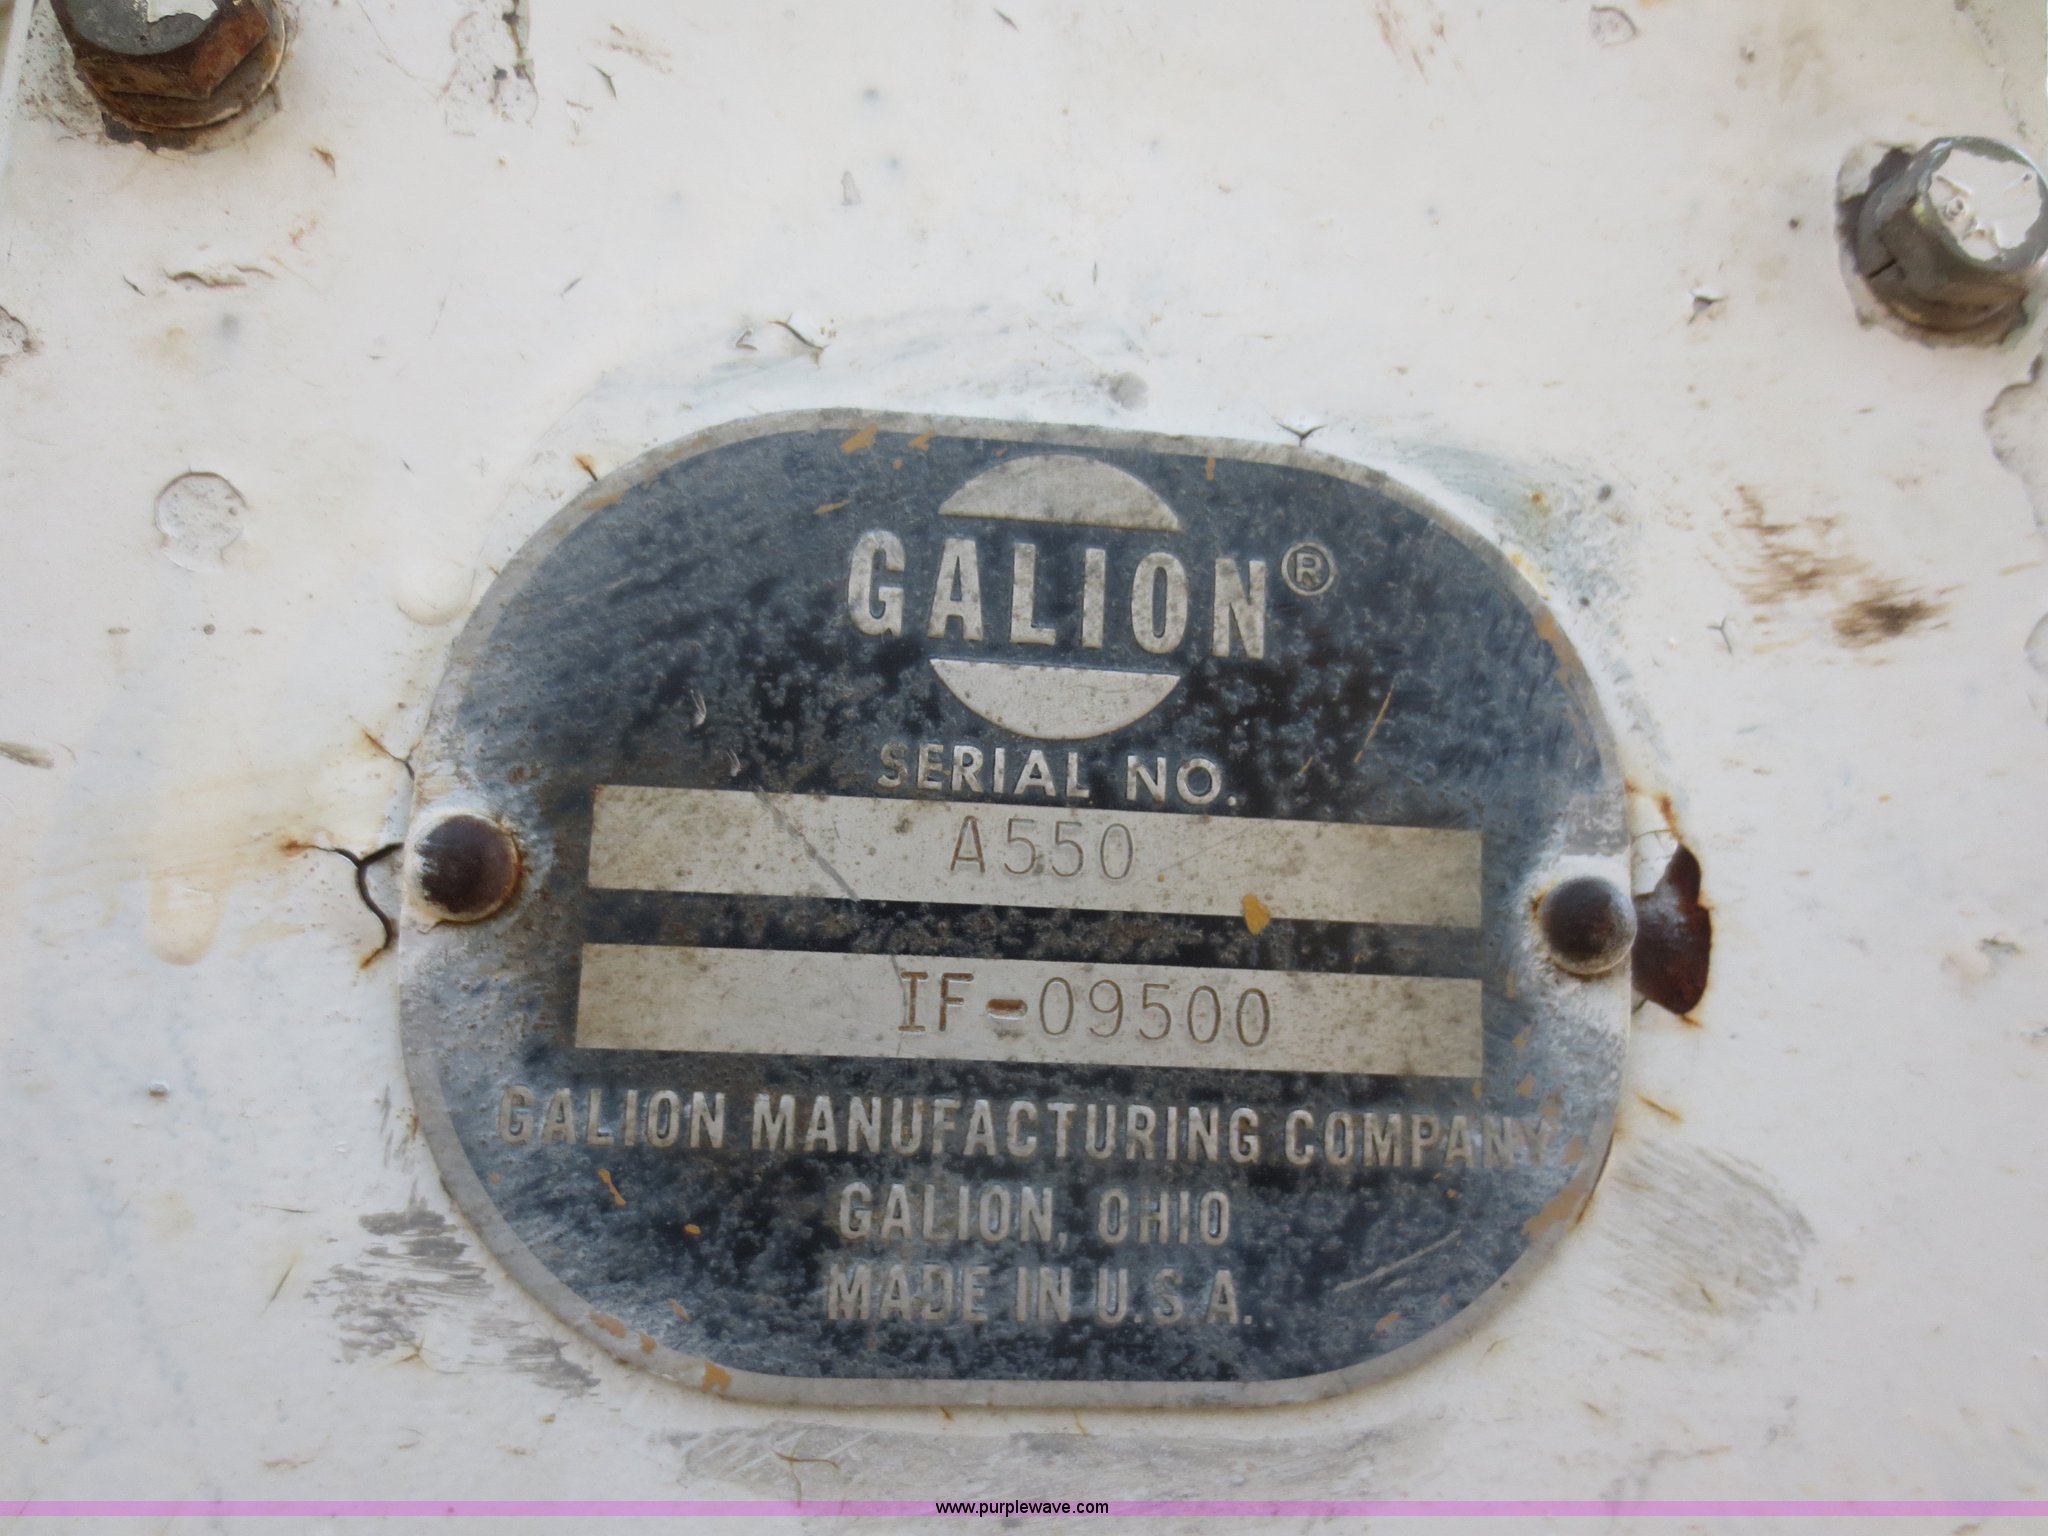 GALION®
SERIAL NO.
A550
IF-09500
GALION MANUFACTURING COMPANY
GALION, OHIO
MADE IN U.S.A.
www.purplewave.com